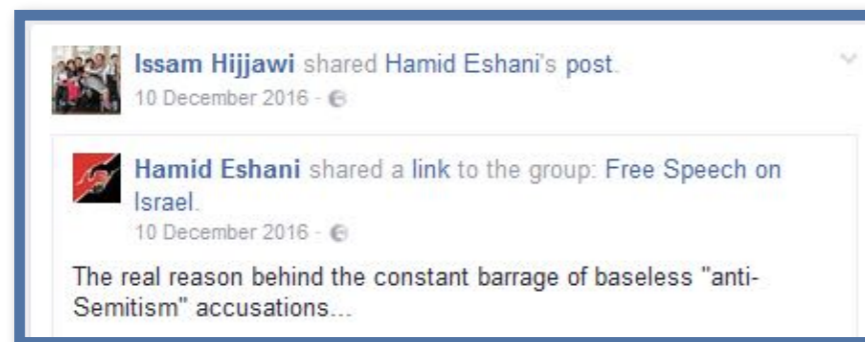 Issam Hijjawi shared Hamid Eshani's post.
10 December 2016 ·
Hamid Eshani shared a link to the group: Free Speech on
Israel.
10 December 2016 ·
The real reason behind the constant barrage of baseless "anti-
Semitism" accusations...